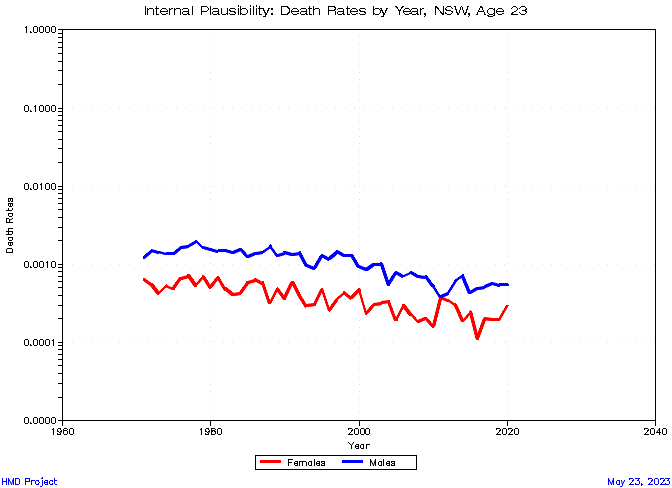 Internal Plausibility: Death Rates by Year, NSW, Age 23
1.0000
0.1000
0.0100
0.0010
0.0001
0.0000
Death Rates
1960
1980
2000
2020
2040
Year
Females Males
HMD Project
May 23, 2023